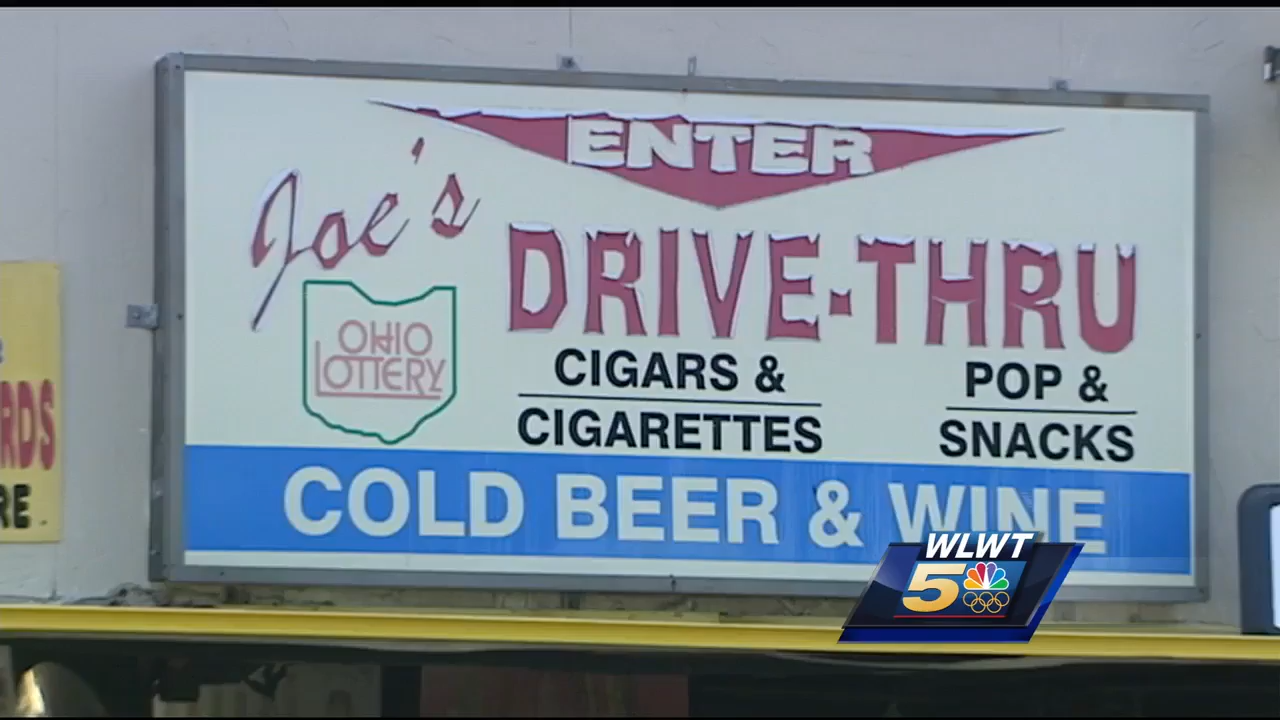 ENTER
Joe's
DRIVE-THRU
OHIO
LOTTERY
CIGARS &
CIGARETTES
POP &
SNACKS
COLD BEER & WINE
RDS
RE
WLWT
5